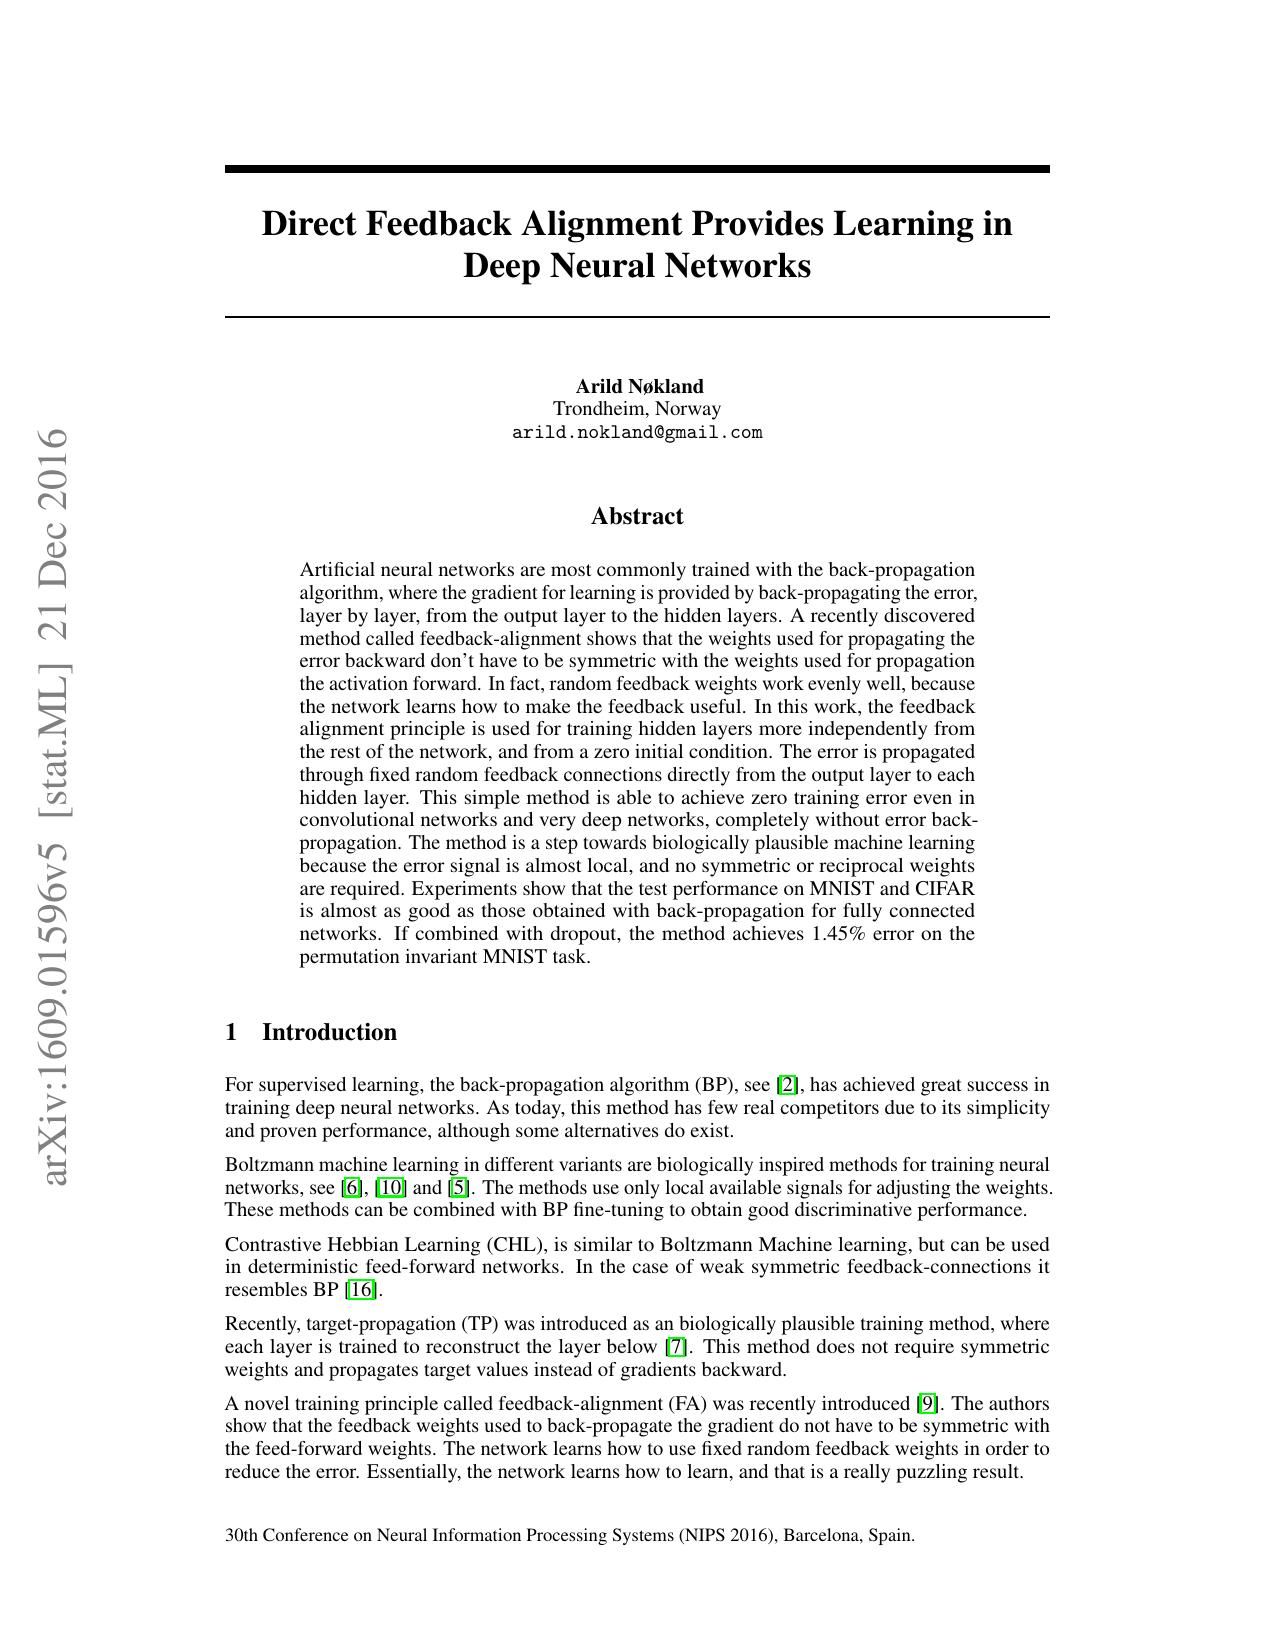 arXiv:1609.01596v5 [stat.ML] 21 Dec 2016
Direct Feedback Alignment Provides Learning in
Deep Neural Networks
Arild Nøkland
Trondheim, Norway
arild.nokland@gmail.com
Abstract
Artificial neural networks are most commonly trained with the back-propagation
algorithm, where the gradient for learning is provided by back-propagating the error,
layer by layer, from the output layer to the hidden layers. A recently discovered
method called feedback-alignment shows that the weights used for propagating the
error backward don't have to be symmetric with the weights used for propagation
the activation forward. In fact, random feedback weights work evenly well, because
the network learns how to make the feedback useful. In this work, the feedback
alignment principle is used for training hidden layers more independently from
the rest of the network, and from a zero initial condition. The error is propagated
through fixed random feedback connections directly from the output layer to each
hidden layer. This simple method is able to achieve zero training error even in
convolutional networks and very deep networks, completely without error back-
propagation. The method is a step towards biologically plausible machine learning
because the error signal is almost local, and no symmetric or reciprocal weights
are required. Experiments show that the test performance on MNIST and CIFAR
is almost as good as those obtained with back-propagation for fully connected
networks. If combined with dropout, the method achieves 1.45% error on the
permutation invariant MNIST task.
1 Introduction
For supervised learning, the back-propagation algorithm (BP), see [2], has achieved great success in
training deep neural networks. As today, this method has few real competitors due to its simplicity
and proven performance, although some alternatives do exist.
Boltzmann machine learning in different variants are biologically inspired methods for training neural
networks, see [6], [10] and [5]. The methods use only local available signals for adjusting the weights.
These methods can be combined with BP fine-tuning to obtain good discriminative performance.
Contrastive Hebbian Learning (CHL), is similar to Boltzmann Machine learning, but can be used
in deterministic feed-forward networks. In the case of weak symmetric feedback-connections it
resembles BP [16].
Recently, target-propagation (TP) was introduced as an biologically plausible training method, where
each layer is trained to reconstruct the layer below [7]. This method does not require symmetric
weights and propagates target values instead of gradients backward.
A novel training principle called feedback-alignment (FA) was recently introduced [9]. The authors
show that the feedback weights used to back-propagate the gradient do not have to be symmetric with
the feed-forward weights. The network learns how to use fixed random feedback weights in order to
reduce the error. Essentially, the network learns how to learn, and that is a really puzzling result.
30th Conference on Neural Information Processing Systems (NIPS 2016), Barcelona, Spain.